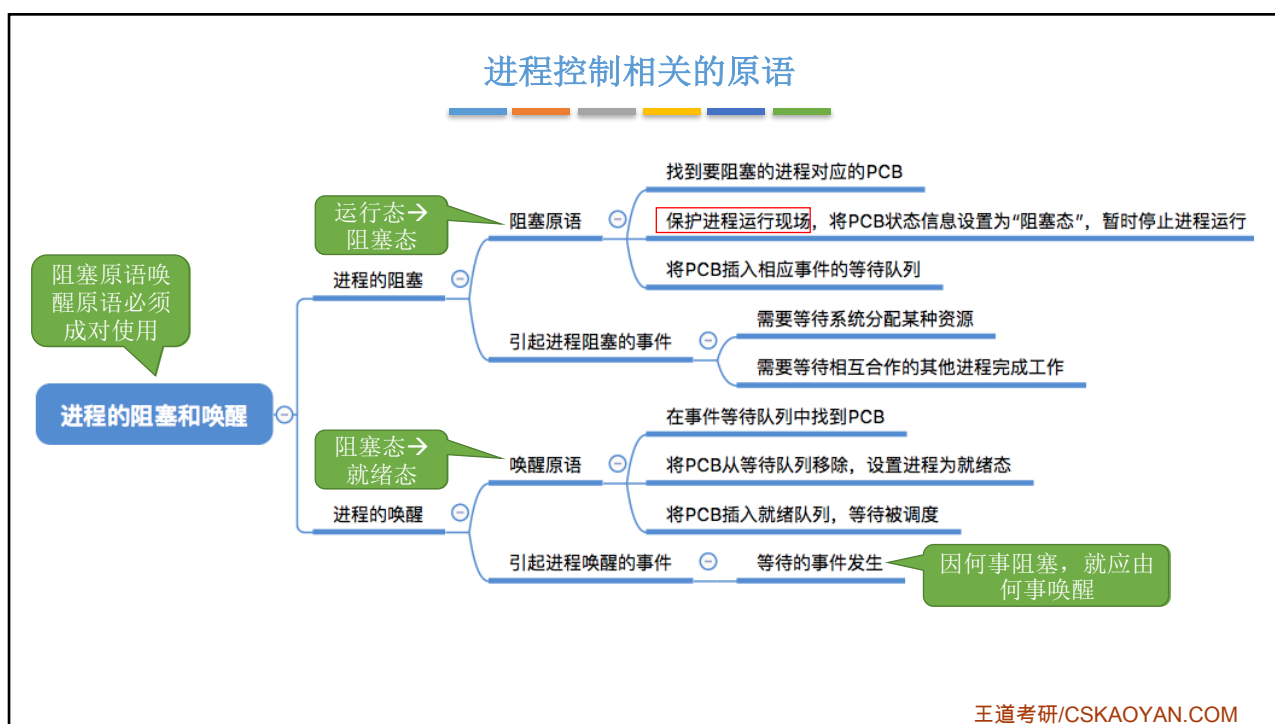 进程控制相关的原语
找到要阻塞的进程对应的PCB
运行态→
阻塞态
阻塞原语
保护进程运行现场，将PCB状态信息设置为“阻塞态”，暂时停止进程运行
阻塞原语唤
醒原语必须
成对使用
进程的阻塞
将PCB插入相应事件的等待队列
引起进程阻塞的事件
需要等待系统分配某种资源
需要等待相互合作的其他进程完成工作
进程的阻塞和唤醒
在事件等待队列中找到PCB
阻塞态→
就绪态
唤醒原语
将PCB从等待队列移除，设置进程为就绪态
进程的唤醒
将PCB插入就绪队列，等待被调度
引起进程唤醒的事件
等待的事件发生
因何事阻塞，就应由
何事唤醒
王道考研/CSKAOYAN.COM